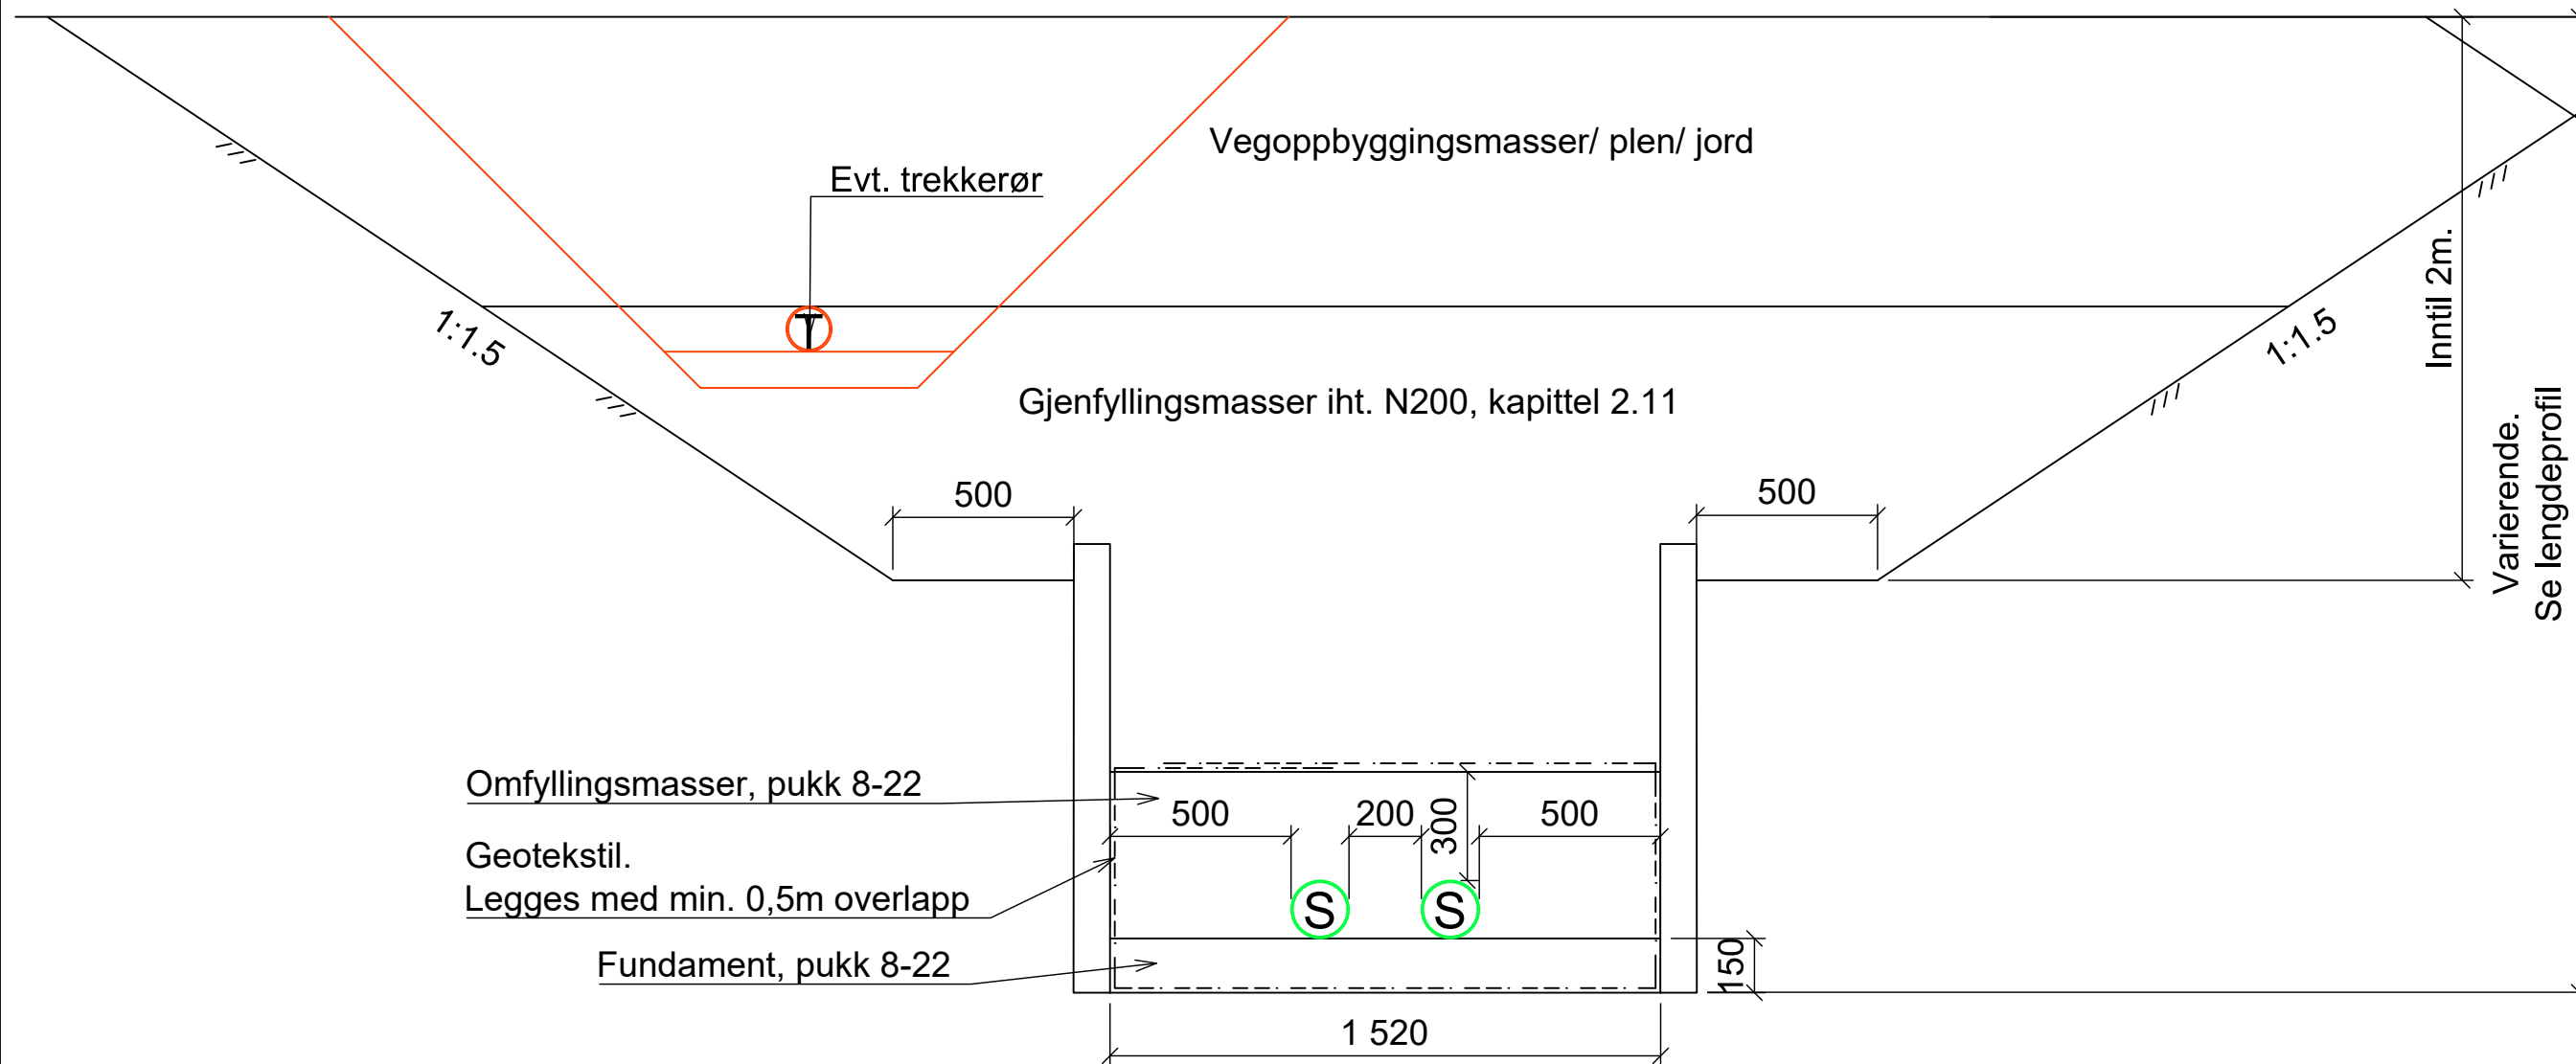 Vegoppbyggingsmasser/ plen/ jord
Evt. trekkerør
T
Inntil 2m.
1:1.5
1:1.5
Gjenfyllingsmasser iht. N200, kapittel 2.11
Varierende.
Se lengdeprofil
500
500
Omfyllingsmasser, pukk 8-22
500
200
300
500
Geotekstil.
Legges med min. 0,5m overlapp
S
S
Fundament, pukk 8-22
150
1 520